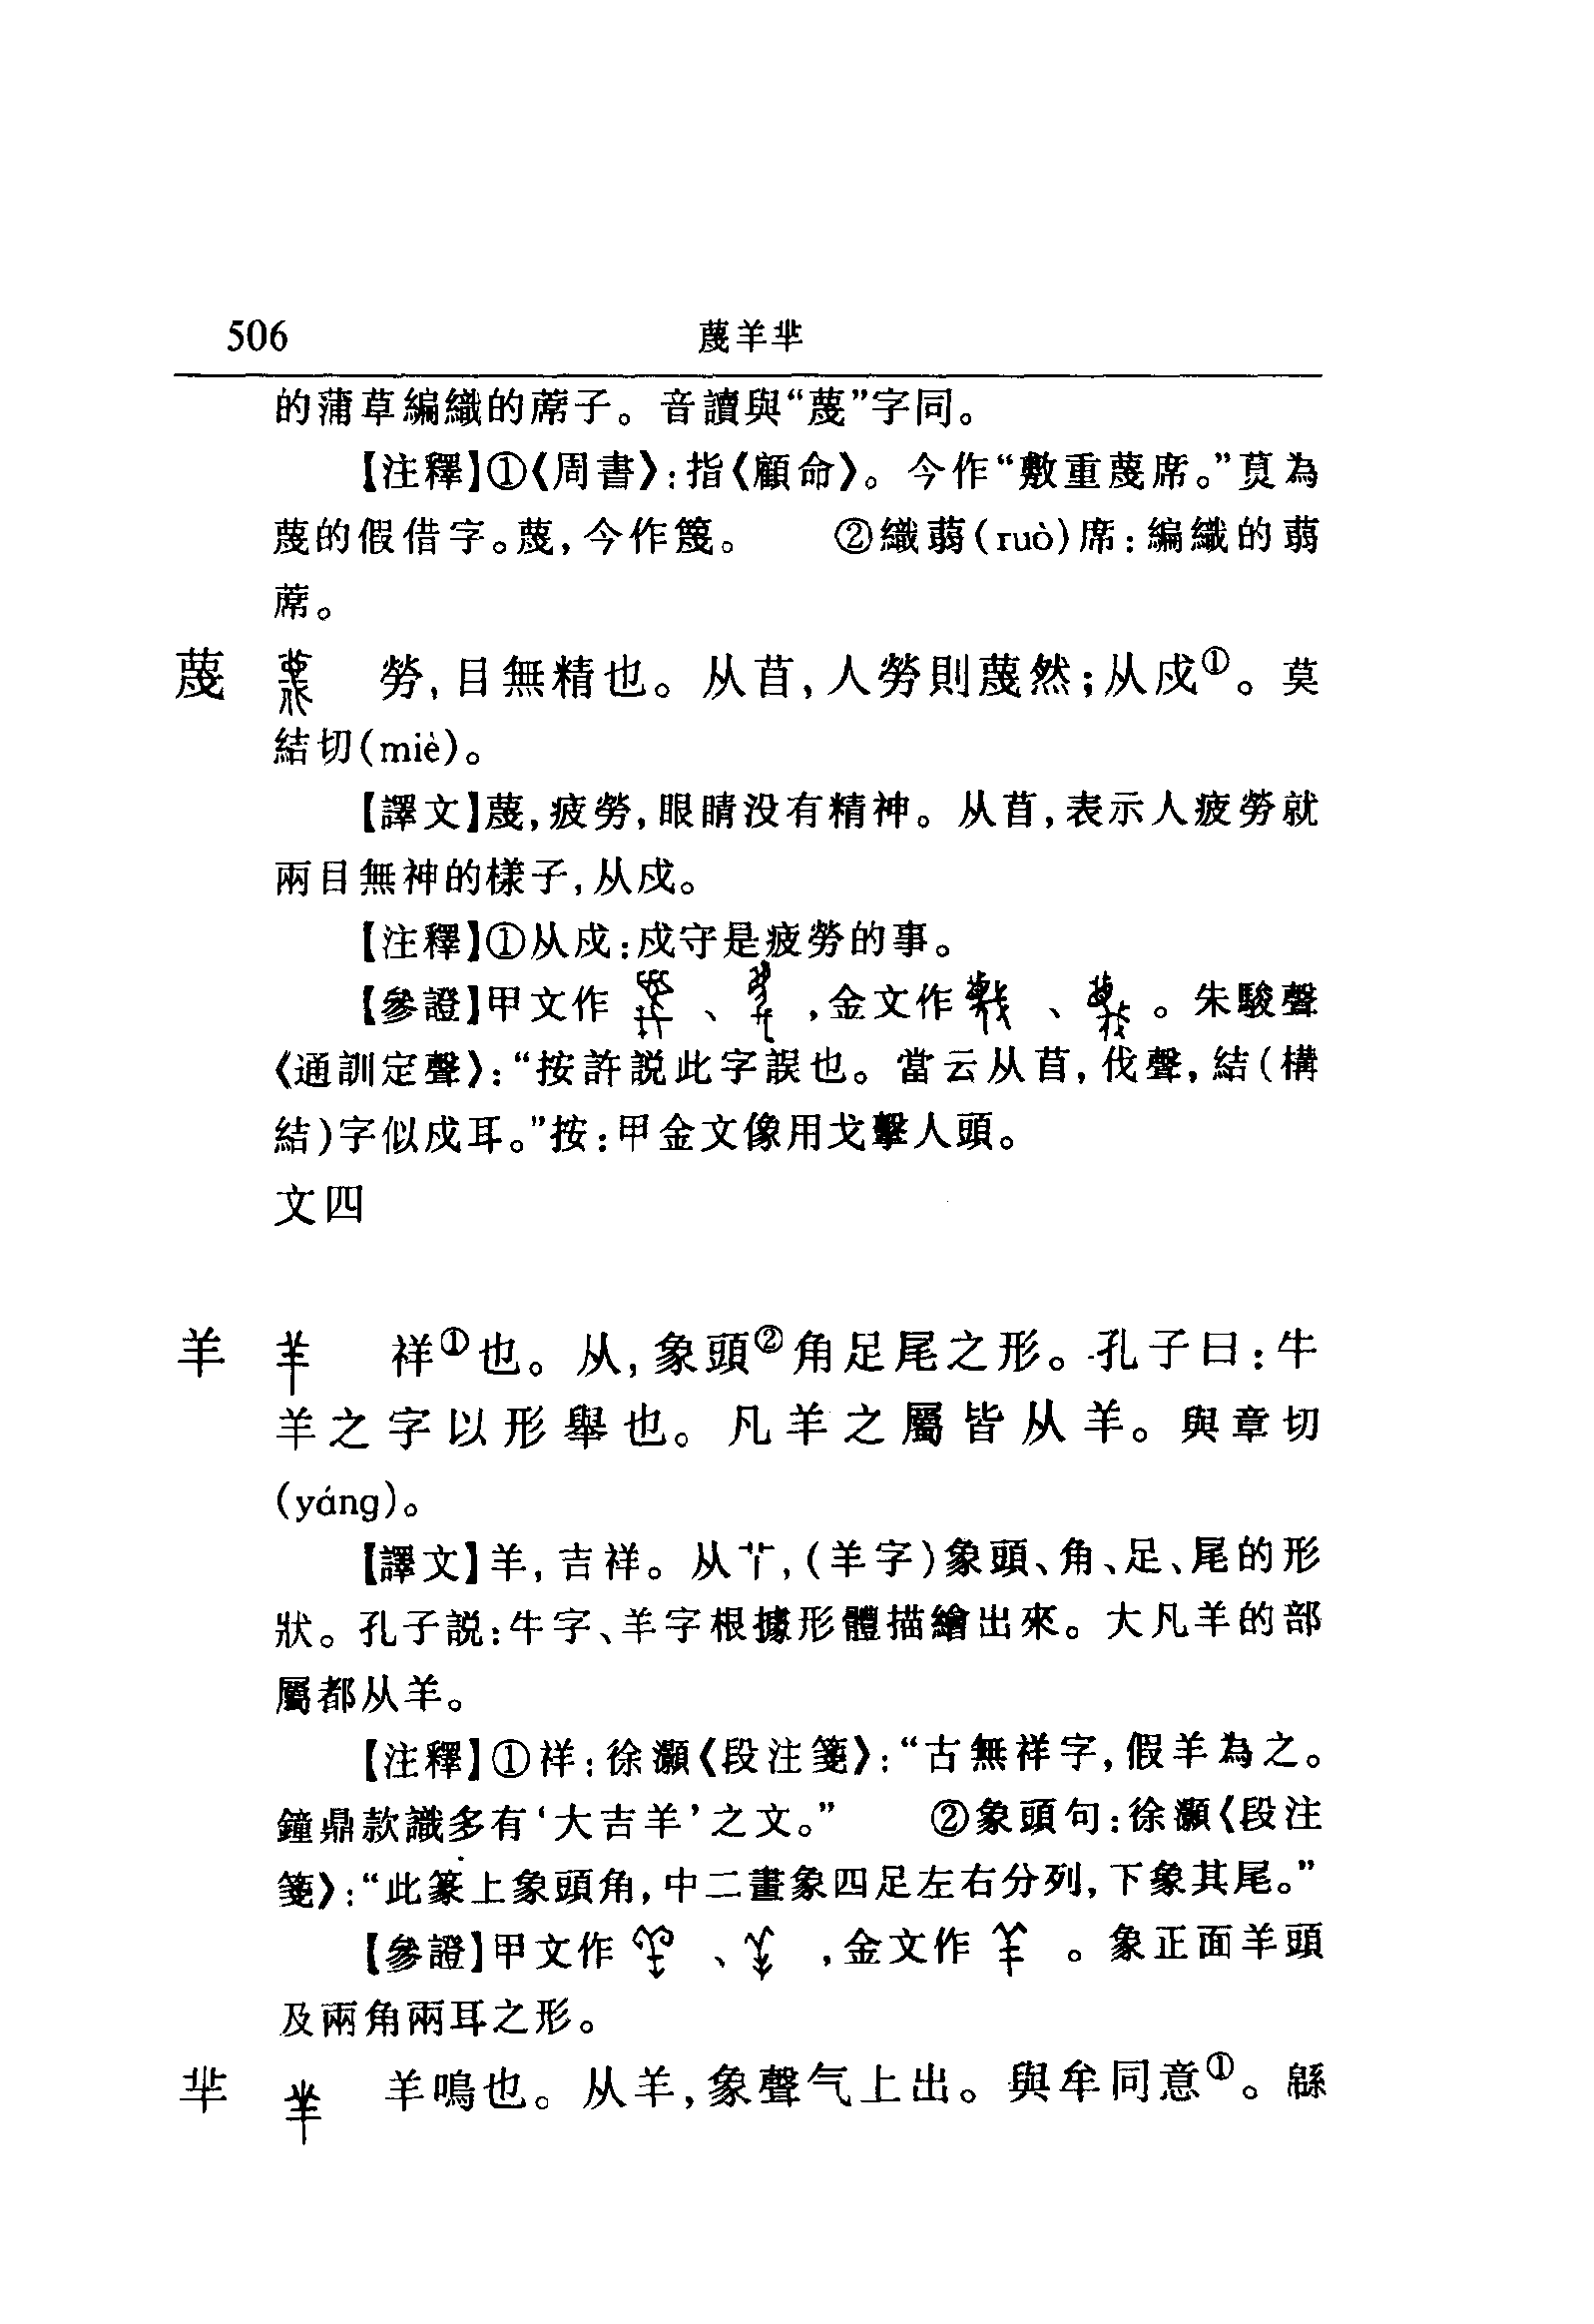 506 蔑羊羋
的蒲草編織的蓆子。音讀與“蔑”字同。
【注釋】①《周書》：指《顧命》。今作“敷重蔑席。”莧為
蔑的假借字。蔑，今作篾。 ②織蒻(ruò)席：編織的蒻
蓆。
蔑 勞，目無精也。从苜，人勞則蔑然；从戍①。莫
結切(miè)。
【譯文】蔑，疲勞，眼睛没有精神。从苜，表示人疲勞就
兩目無神的樣子，从戍。
【注釋】①从戍：戍守是疲勞的事。
【參證】甲文作 、 ，金文作 、 。朱駿聲
《通訓定聲》：“按許説此字誤也。當云从苜，伐聲，結(構
結)字似戍耳。”按：甲金文像用戈擊人頭。
文四
羊 祥①也。从，象頭②角足尾之形。孔子曰：牛
羊之字以形舉也。凡羊之屬皆从羊。與章切
(yáng)。
【譯文】羊，吉祥。从𠁥，(羊字)象頭、角、足、尾的形
狀。孔子説：牛字、羊字根據形體描繪出來。大凡羊的部
屬都从羊。
【注釋】①祥：徐灝《段注箋》：“古無祥字，假羊為之。
鐘鼎款識多有‘大吉羊’之文。” ②象頭句：徐灝《段注
箋》：“此篆上象頭角，中二畫象四足左右分列，下象其尾。”
【參證】甲文作 、 ，金文作 。象正面羊頭
及兩角兩耳之形。
羋 羊鳴也。从羊，象聲气上出。與牟同意①。緜